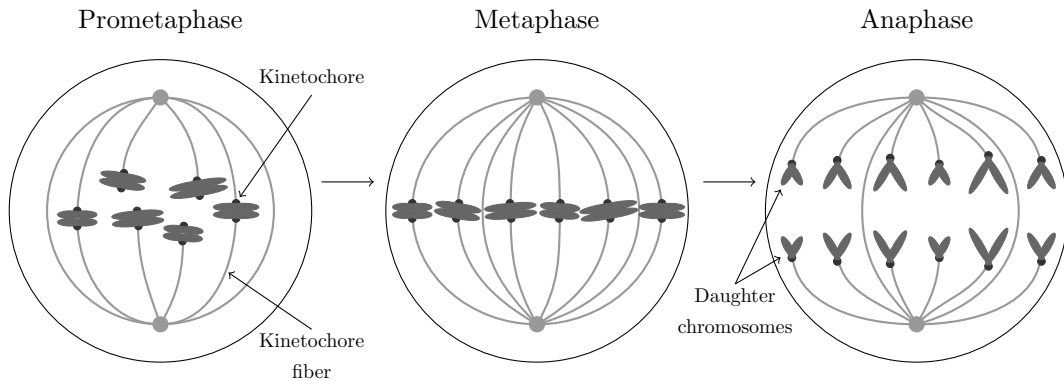 Prometaphase
Metaphase
Anaphase
Kinetochore
Kinetochore
fiber
Daughter
chromosomes